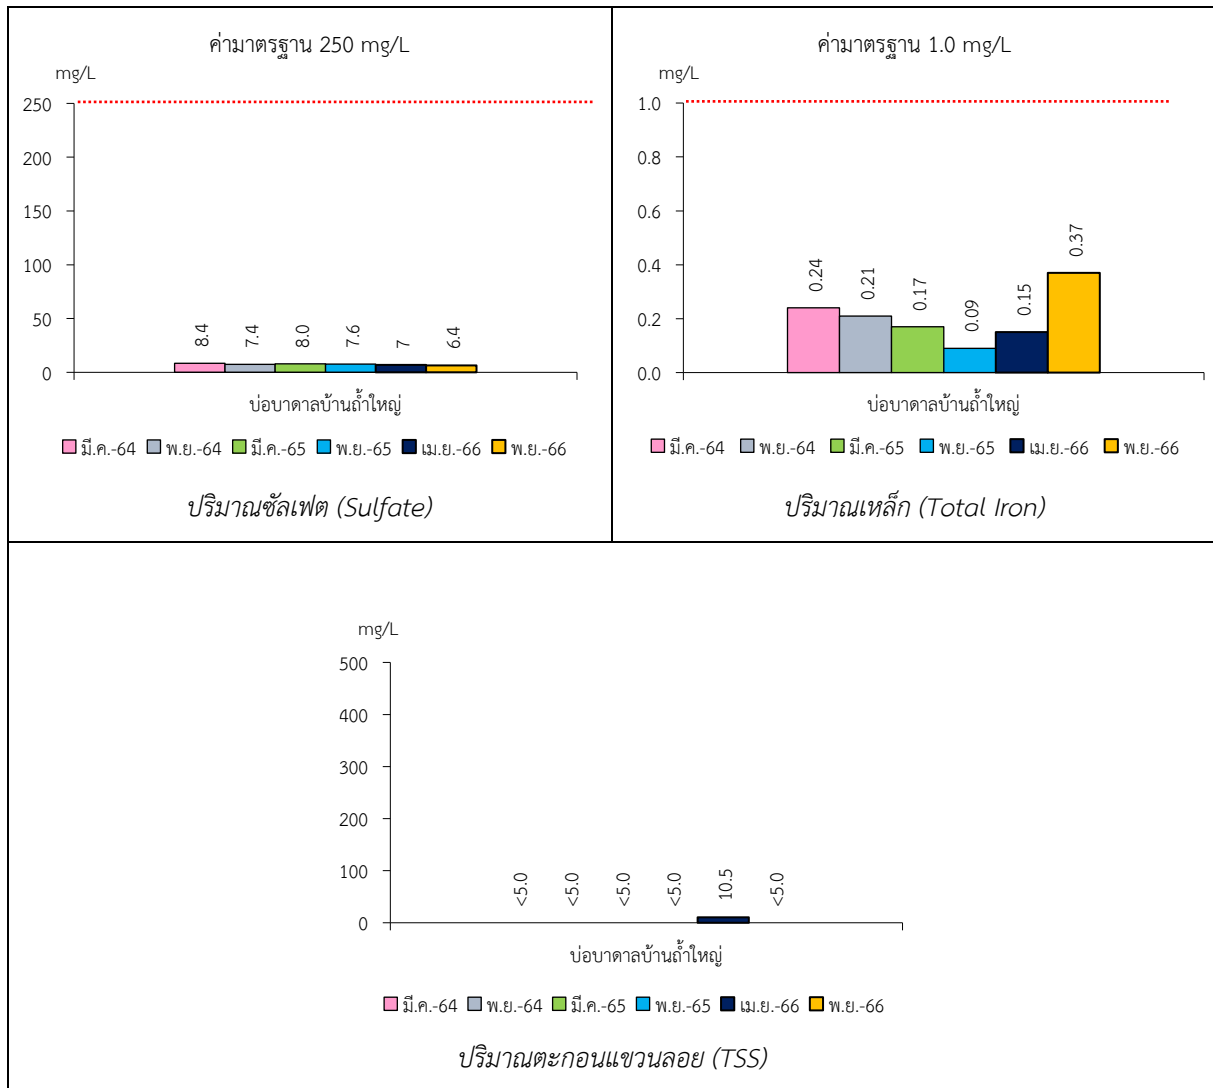 ค่ามาตรฐาน 250 mg/L
mg/L
250
200
150
100
50
0
8.4
7.4
8.0
7.6
7
6.4
บ่อบาดาลบ้านถ้ำใหญ่
มี.ค.-64 พ.ย.-64 มี.ค.-65 พ.ย.-65 เม.ย.-66 พ.ย.-66
ปริมาณซัลเฟต (Sulfate)
ค่ามาตรฐาน 1.0 mg/L
mg/L
1.0
0.8
0.6
0.4
0.2
0.0
0.24
0.21
0.17
0.09
0.15
0.37
บ่อบาดาลบ้านถ้ำใหญ่
มี.ค.-64 พ.ย.-64 มี.ค.-65 พ.ย.-65 เม.ย.-66 พ.ย.-66
ปริมาณเหล็ก (Total Iron)
mg/L
500
400
300
200
100
0
<5.0
<5.0
<5.0
<5.0
10.5
<5.0
บ่อบาดาลบ้านถ้ำใหญ่
มี.ค.-64 พ.ย.-64 มี.ค.-65 พ.ย.-65 เม.ย.-66 พ.ย.-66
ปริมาณตะกอนแขวนลอย (TSS)